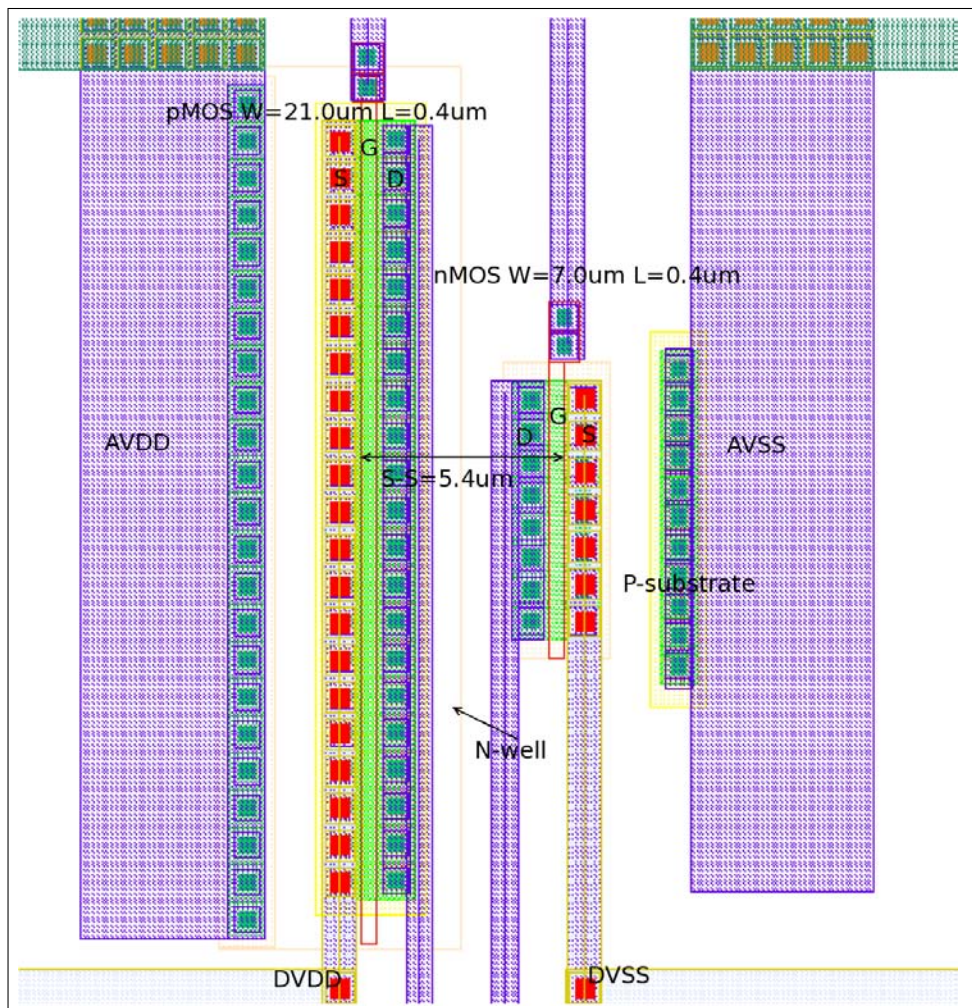 pMOS W=21.0um L=0.4um
G
S
D
nMOS W=7.0um L=0.4um
G
D
S
AVDD
AVSS
S-S=5.4um
P-substrate
N-well
DVDD
DVSS